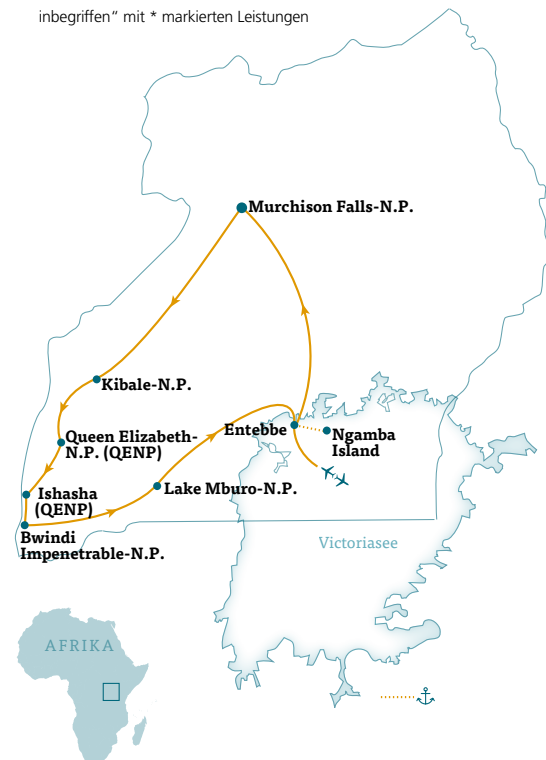 inbegriffen“ mit * markierten Leistungen
Murchison Falls-N.P.
Kibale-N.P.
Queen Elizabeth-
N.P. (QENP)
Entebbe
Ngamba
Island
Ishasha
(QENP)
Lake Mburo-N.P.
Bwindi
Impenetrable-N.P.
Victoriasee
AFRIKA